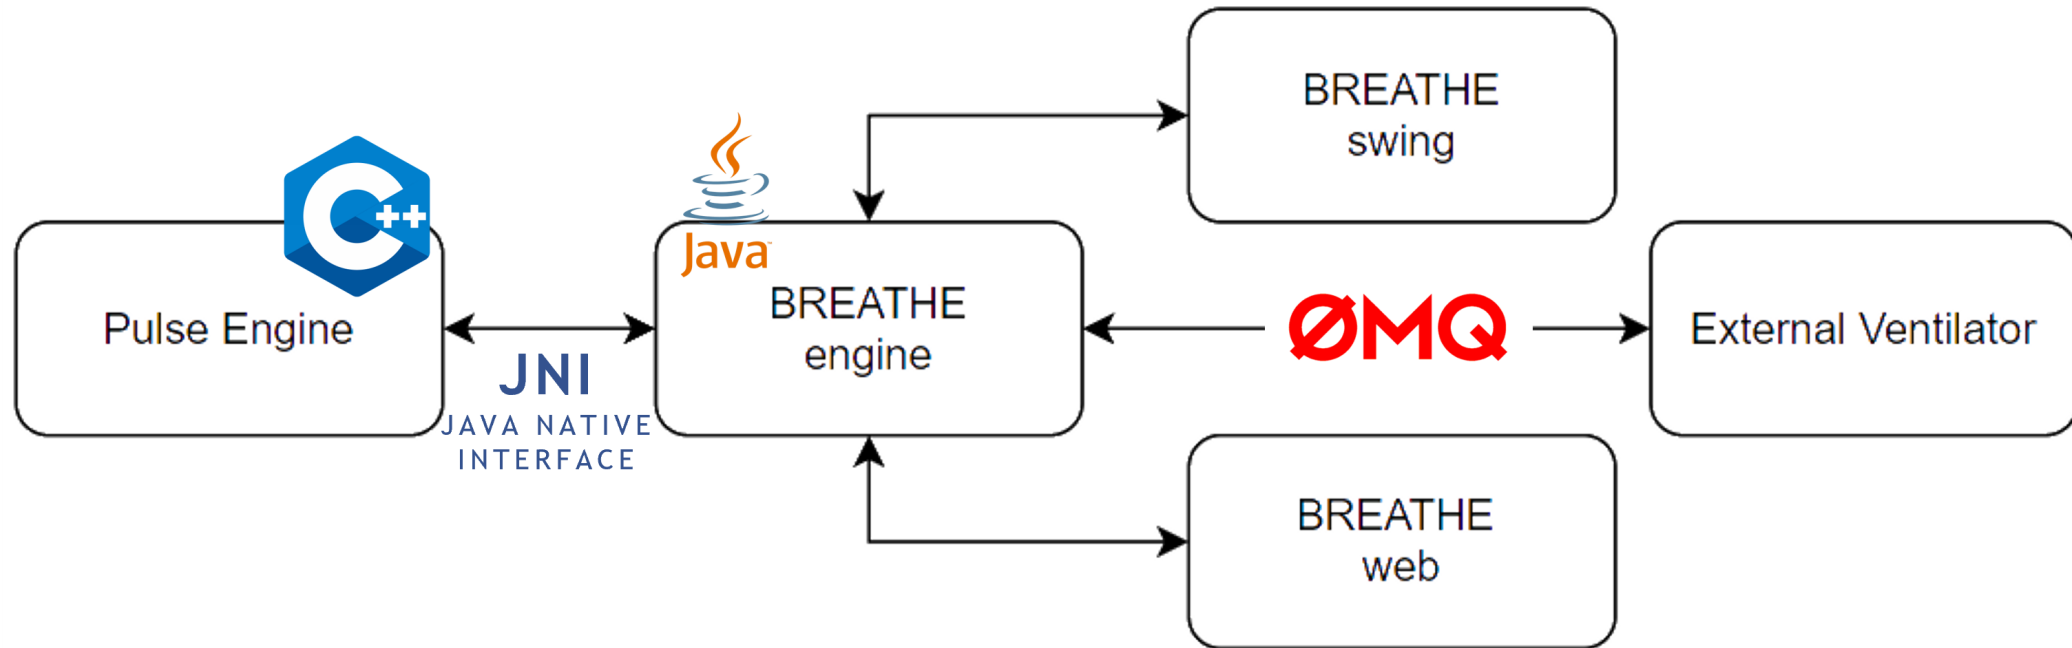 BREATHE
swing
C++
Java
Pulse Engine
JNI
JAVA NATIVE
INTERFACE
BREATHE
engine
ØMQ
External Ventilator
BREATHE
web